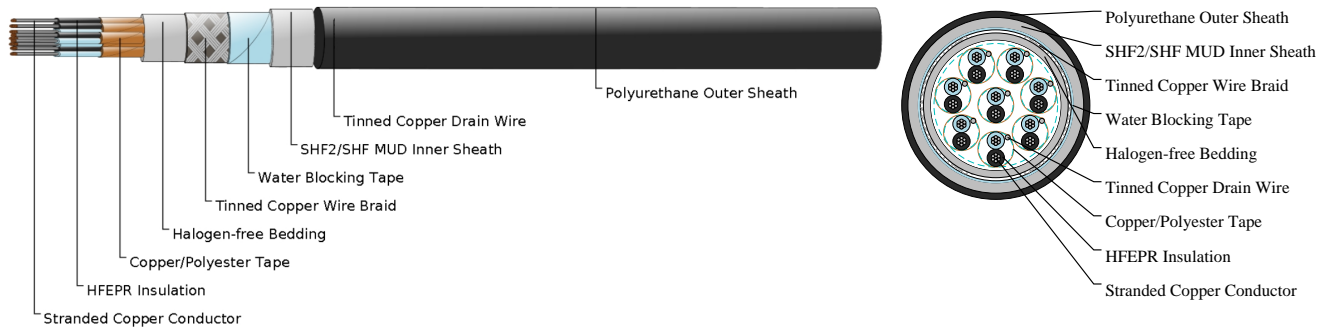 Polyurethane Outer Sheath
Tinned Copper Drain Wire
SHF2/SHF MUD Inner Sheath
Water Blocking Tape
Tinned Copper Wire Braid
Halogen-free Bedding
Copper/Polyester Tape
HFEPR Insulation
Stranded Copper Conductor
Polyurethane Outer Sheath
SHF2/SHF MUD Inner Sheath
Tinned Copper Wire Braid
Water Blocking Tape
Halogen-free Bedding
Tinned Copper Drain Wire
Copper/Polyester Tape
HFEPR Insulation
Stranded Copper Conductor